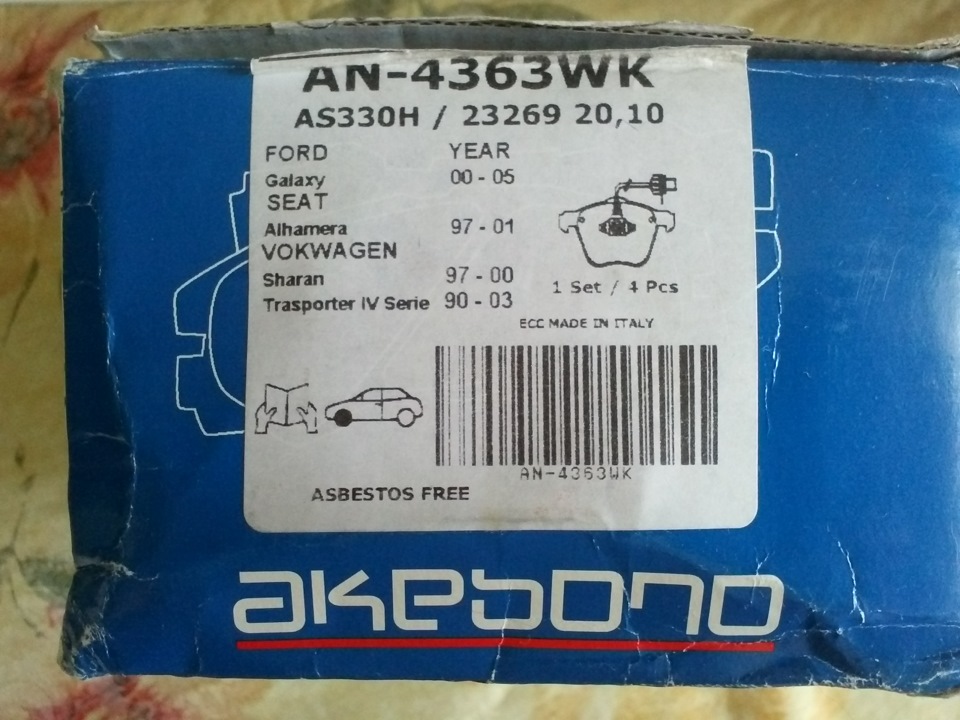 AN-4363WK
AS330H / 23269 20,10
FORD YEAR
Galaxy 00 - 05
SEAT
Alhamera 97 - 01
VOKWAGEN
Sharan 97 - 00
Trasporter IV Serie 90 - 03
1 Set / 4 Pcs
ECC MADE IN ITALY
AN-4363WK
ASBESTOS FREE
akebono